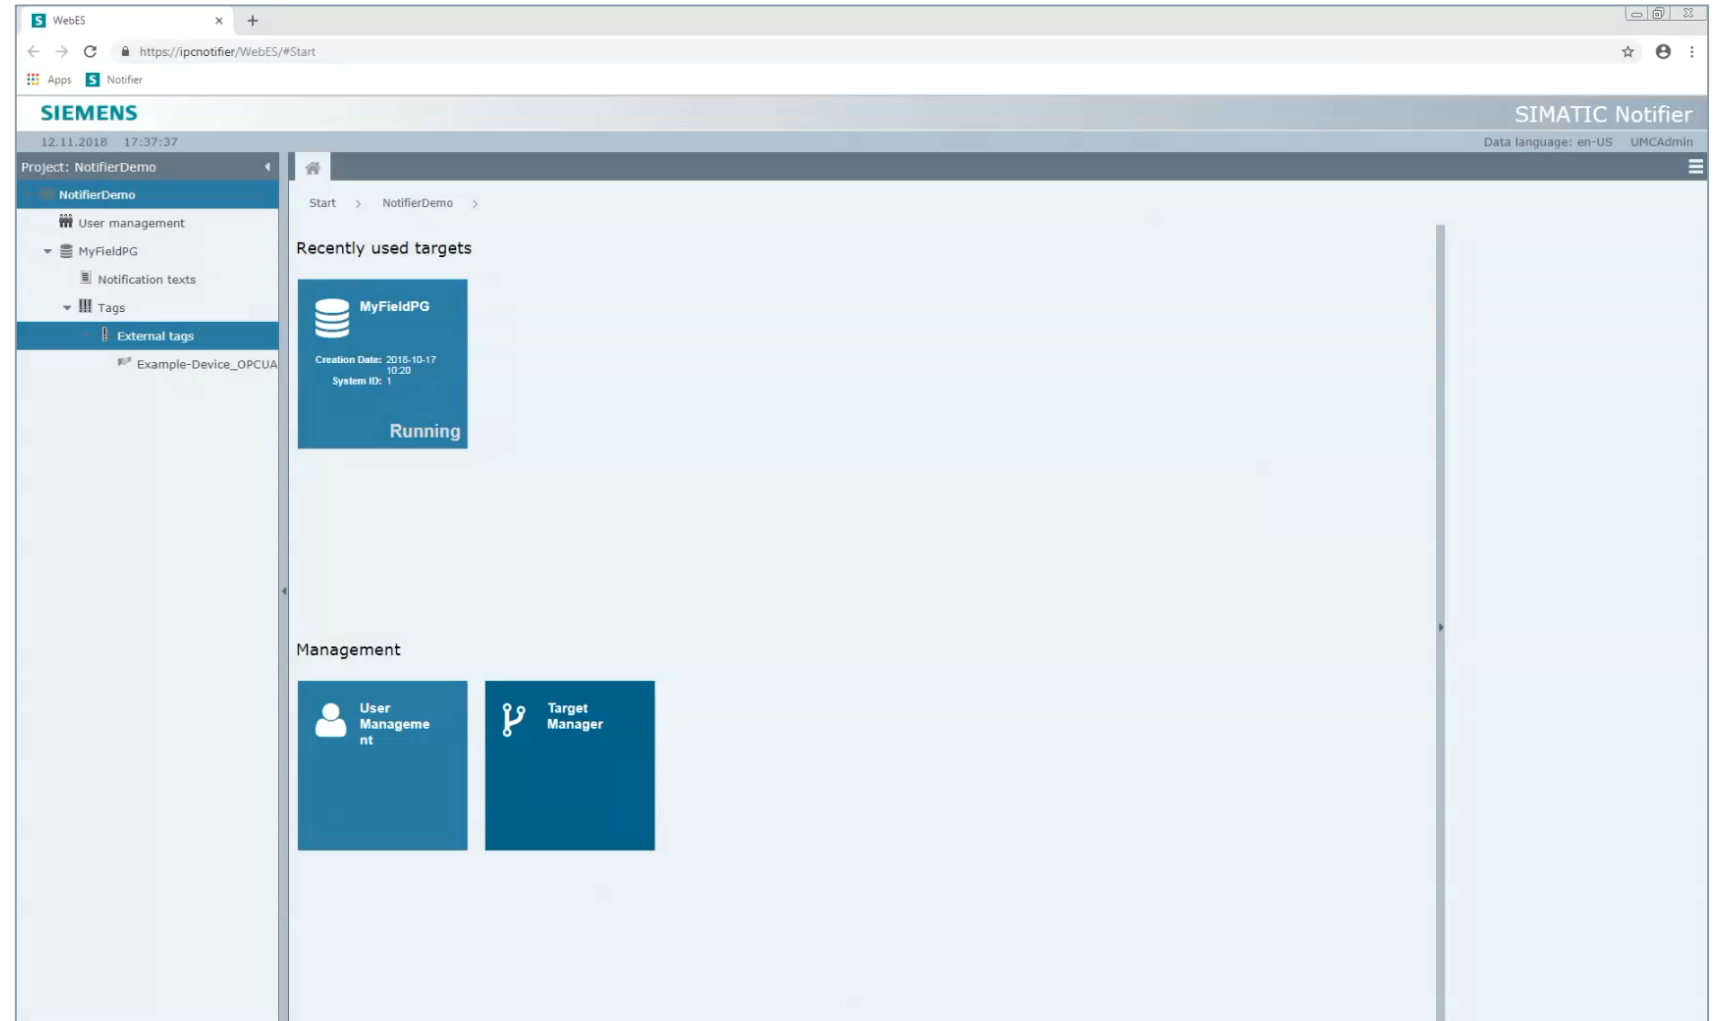 WebES
https://ipcnotifier/WebES/#Start
Apps Notifier
SIEMENS
SIMATIC Notifier
12.11.2018 17:37:37
Data language: en-US UMCAdmin
Project: NotifierDemo
NotifierDemo
User management
MyFieldPG
Notification texts
Tags
External tags
Example-Device_OPCUA
Start > NotifierDemo >
Recently used targets
MyFieldPG
Creation Date: 2018-10-17
10:20
System ID: 1
Running
Management
User
Manageme
nt
Target
Manager